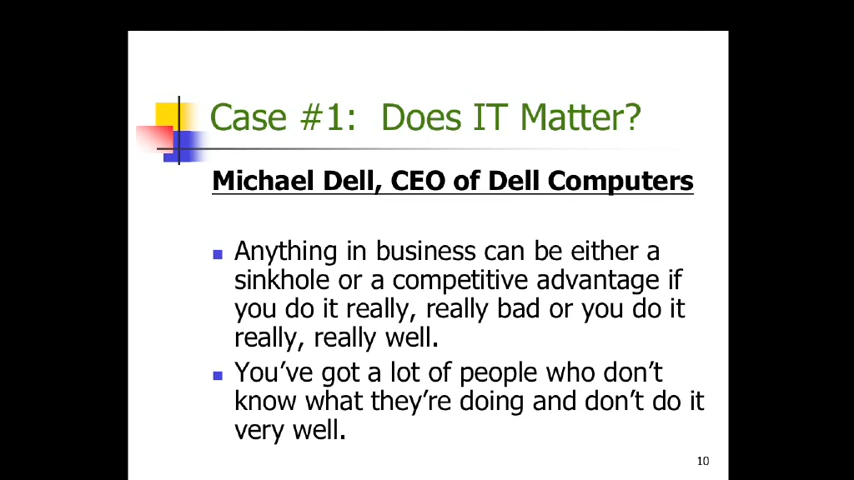 Case #1: Does IT Matter?
Michael Dell, CEO of Dell Computers
Anything in business can be either a
sinkhole or a competitive advantage if
you do it really, really bad or you do it
really, really well.
You’ve got a lot of people who don’t
know what they’re doing and don’t do it
very well.
10